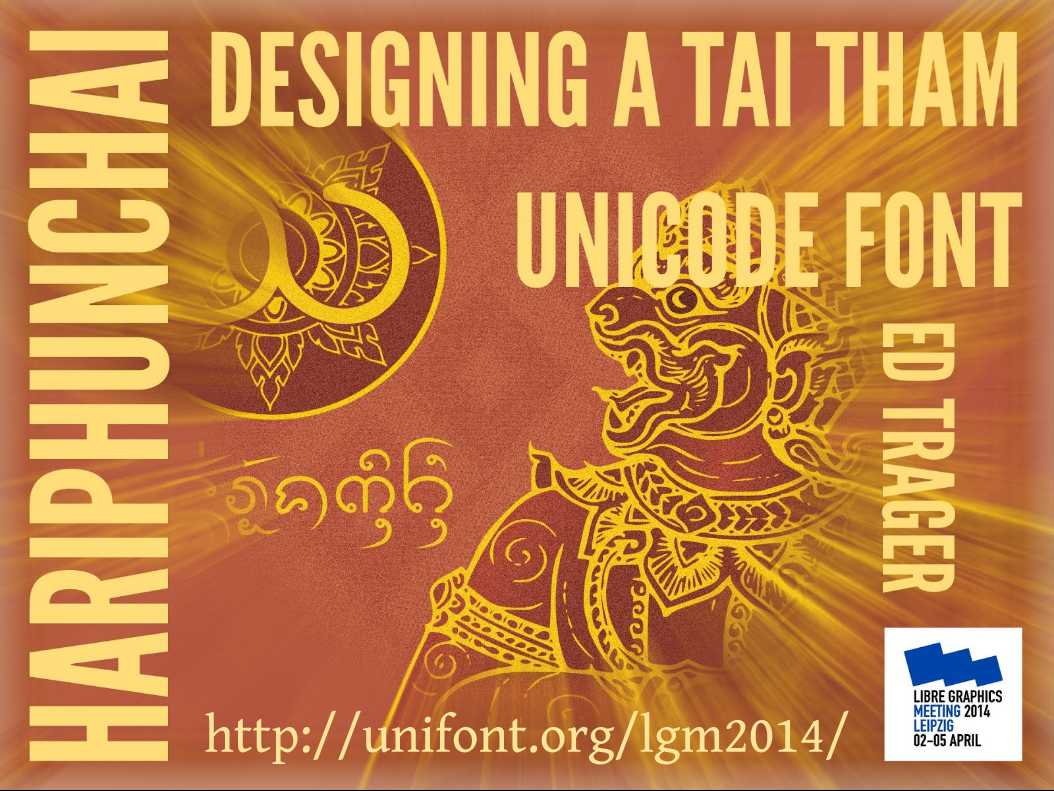 HARIPHUNCHAI
DESIGNING A TAI THAM
UNICODE FONT
ED TRAGER
http://unifont.org/lgm2014/
LIBRE GRAPHICS
MEETING 2014
LEIPZIG
02–05 APRIL